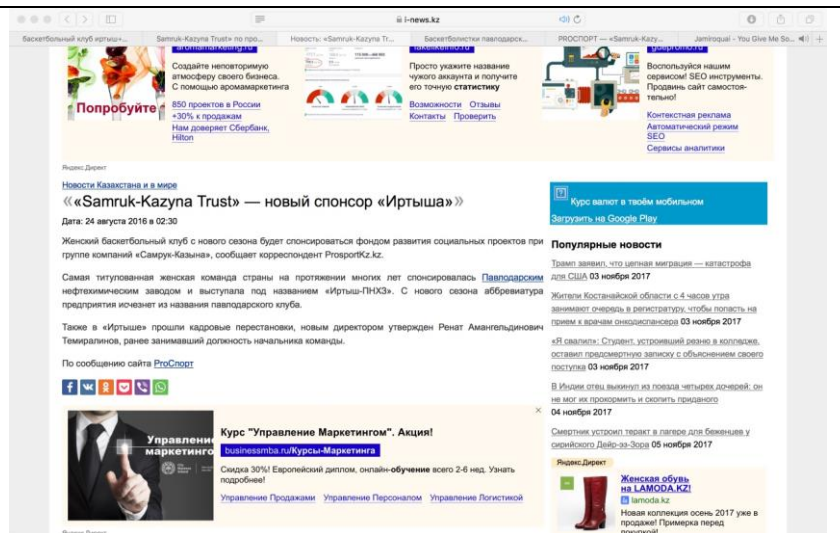 i-news.kz
баскетбольный клуб иртыш»...
Samruk-Kazyna Trust» по про...
Новость: «Samruk-Kazyna Tr...
Баскетболистки павлодарск...
PROСПОРТ — «Samruk-Kazy...
Jamiroquai - You Give Me So...
Попробуйте
aromamarketing.ru
Создайте неповторимую
атмосферу своего бизнеса.
С помощью аромамаркетинга
850 проектов в России
+30% к продажам
Нам доверяет Сбербанк,
Hilton
Просто укажите название
чужого аккаунта и получите
его точную статистику
Возможности Отзывы
Контакты Проверить
Воспользуйся нашим
сервисом! SEO инструменты.
Продвинь сайт самостоя-
тельно!
Контекстная реклама
Автоматический режим
SEO
Сервисы аналитики
Яндекс.Директ
Новости Казахстана и в мире
««Samruk-Kazyna Trust» — новый спонсор «Иртыша»»
Дата: 24 августа 2016 в 02:30
Женский баскетбольный клуб с нового сезона будет спонсироваться фондом развития социальных проектов при
группе компаний «Самрук-Казына», сообщает корреспондент ProsportKz.kz.
Самая титулованная женская команда страны на протяжении многих лет спонсировалась Павлодарским
нефтехимическим заводом и выступала под названием «Иртыш-ПНХЗ». С нового сезона аббревиатура
предприятия исчезнет из названия павлодарского клуба.
Также в «Иртыше» прошли кадровые перестановки, новым директором утвержден Ренат Амангельдинович
Темиралинов, ранее занимавший должность начальника команды.
По сообщению сайта ProСпорт
Управление
маркетинго
Курс "Управление Маркетингом". Акция!
businessmba.ru/Курсы-Маркетинга
Скидка 30%! Европейский диплом, онлайн-обучение всего 2-6 нед. Узнать
подробнее!
Управление Продажами Управление Персоналом Управление Логистикой
Курс валют в твоём мобильном
Загрузить на Google Play
Популярные новости
Трамп заявил, что цепная миграция — катастрофа
для США 03 ноября 2017
Жители Костанайской области с 4 часов утра
занимают очередь в регистратуру, чтобы попасть на
прием к врачам онкодиспансера 03 ноября 2017
«Я свалил»: Студент, устроивший резню в колледже,
оставил предсмертную записку с объяснением своего
поступка 03 ноября 2017
В Индии отец выкинул из поезда четырех дочерей: он
не мог их прокормить и скопить приданого
04 ноября 2017
Смертник устроил теракт в лагере для беженцев у
сирийского Дейр-эз-Зора 05 ноября 2017
Яндекс.Директ
Женская обувь
на LAMODA.KZ!
lamoda.kz
Новая коллекция осень 2017 уже в
продаже! Примерка перед
покупкой!